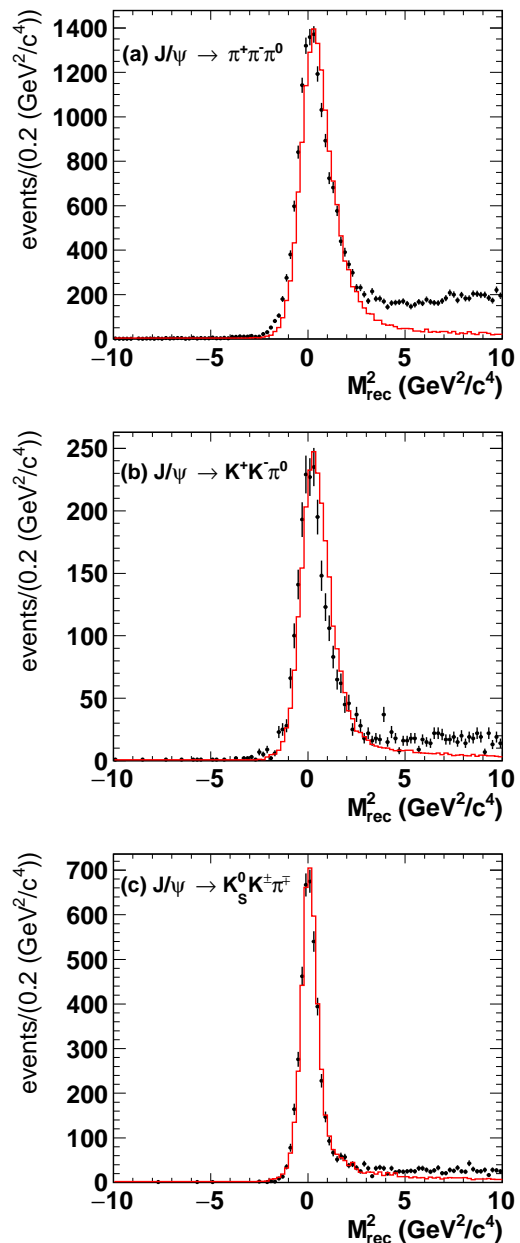 1400
(a) J/ψ → π⁺π⁻π⁰
1200
1000
800
600
400
200
0
−10 −5 0 5 10
M²rec (GeV²/c⁴)
events/(0.2 (GeV²/c⁴))
250
(b) J/ψ → K⁺K⁻π⁰
200
150
100
50
0
−10 −5 0 5 10
M²rec (GeV²/c⁴)
events/(0.2 (GeV²/c⁴))
700
(c) J/ψ → K⁰SK±π∓
600
500
400
300
200
100
0
−10 −5 0 5 10
M²rec (GeV²/c⁴)
events/(0.2 (GeV²/c⁴))